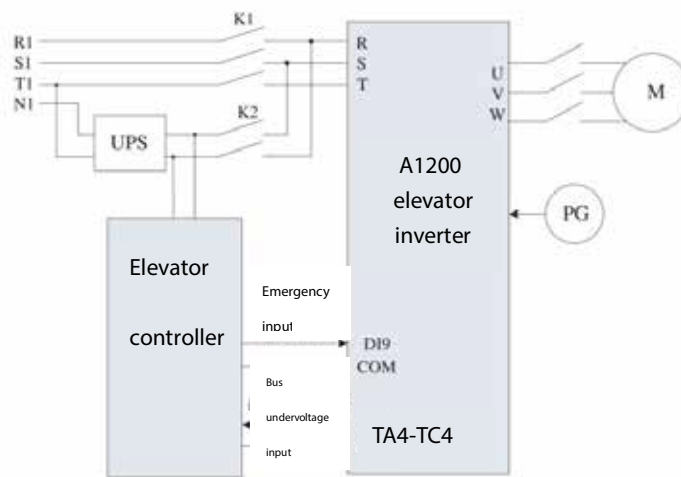 K1
R1
S1
T1
N1
R
S
T
U
V
W
M
K2
UPS
A1200
elevator
inverter
PG
Elevator
controller
Emergency
input
DI9
COM
Bus
undervoltage
input
TA4-TC4